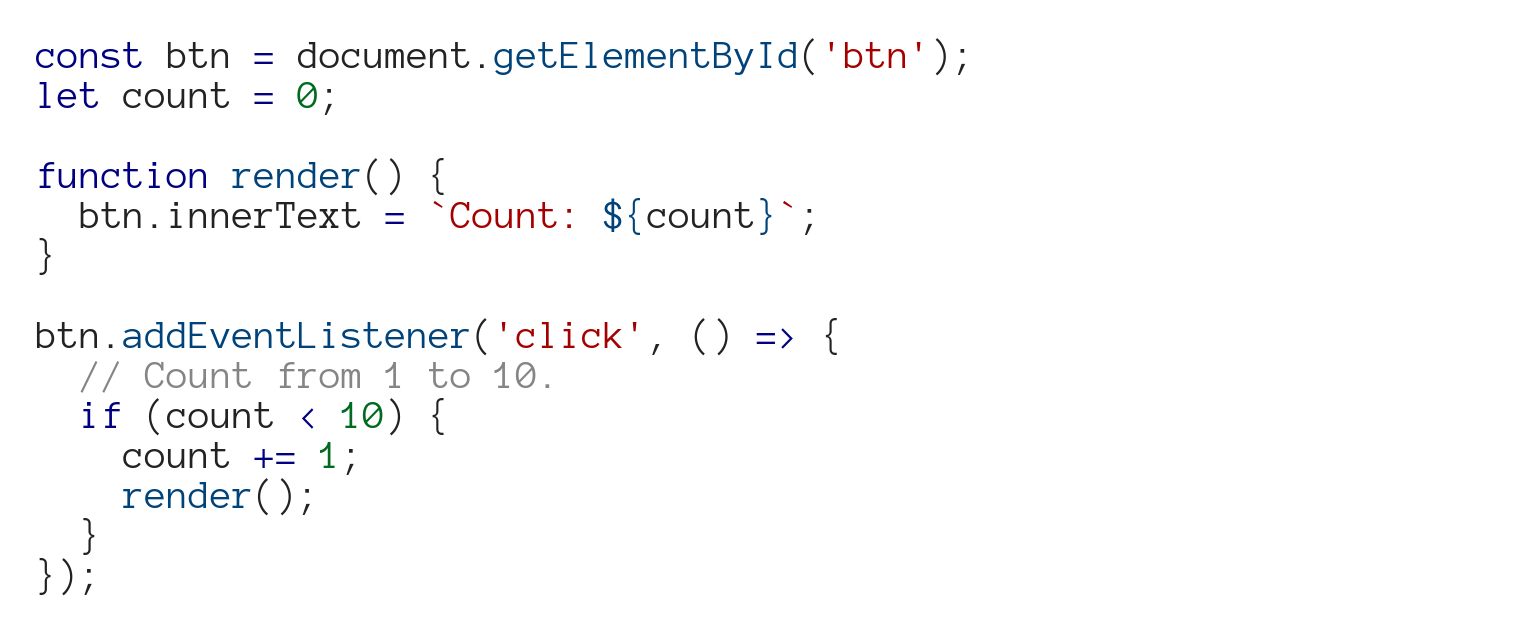 const btn = document.getElementById('btn');
let count = 0;

function render() {
  btn.innerText = `Count: ${count}`;
}

btn.addEventListener('click', () => {
  // Count from 1 to 10.
  if (count < 10) {
    count += 1;
    render();
  }
});